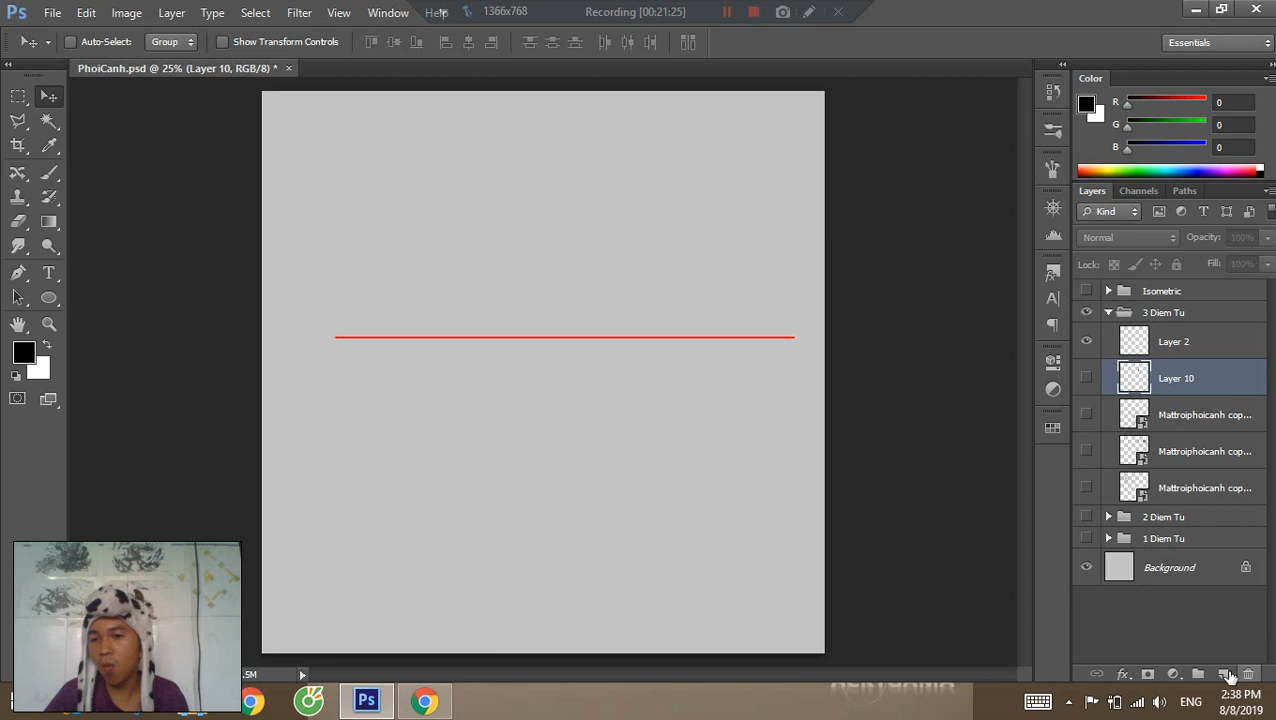 Ps File Edit Image Layer Type Select Filter View Window Help 1366x768 Recording [00:21:25]
Auto-Select: Group Show Transform Controls Essentials
PhoiCanh.psd @ 25% (Layer 10, RGB/8) * ×
Color
R 0
G 0
B 0
Layers Channels Paths
Kind
Normal Opacity: 100%
Lock: Fill: 100%
Isometric
3 Diem Tu
Layer 2
Layer 10
Mattroiphoicanh cop...
Mattroiphoicanh cop...
Mattroiphoicanh cop...
2 Diem Tu
1 Diem Tu
Background
.5M
Ps ENG 2:38 PM
8/8/2019